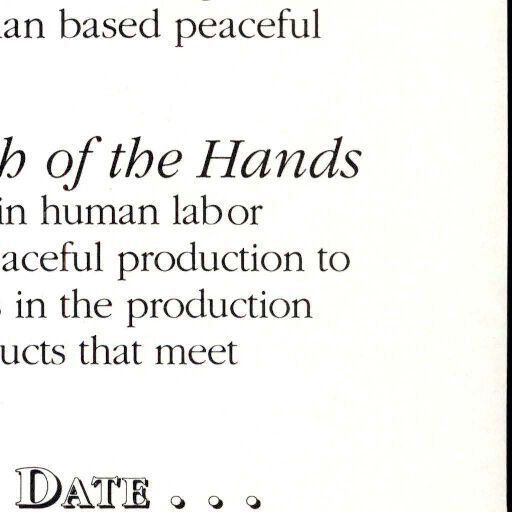 an based peaceful
h of the Hands
in human labor
aceful production to
s in the production
ucts that meet
DATE . . .